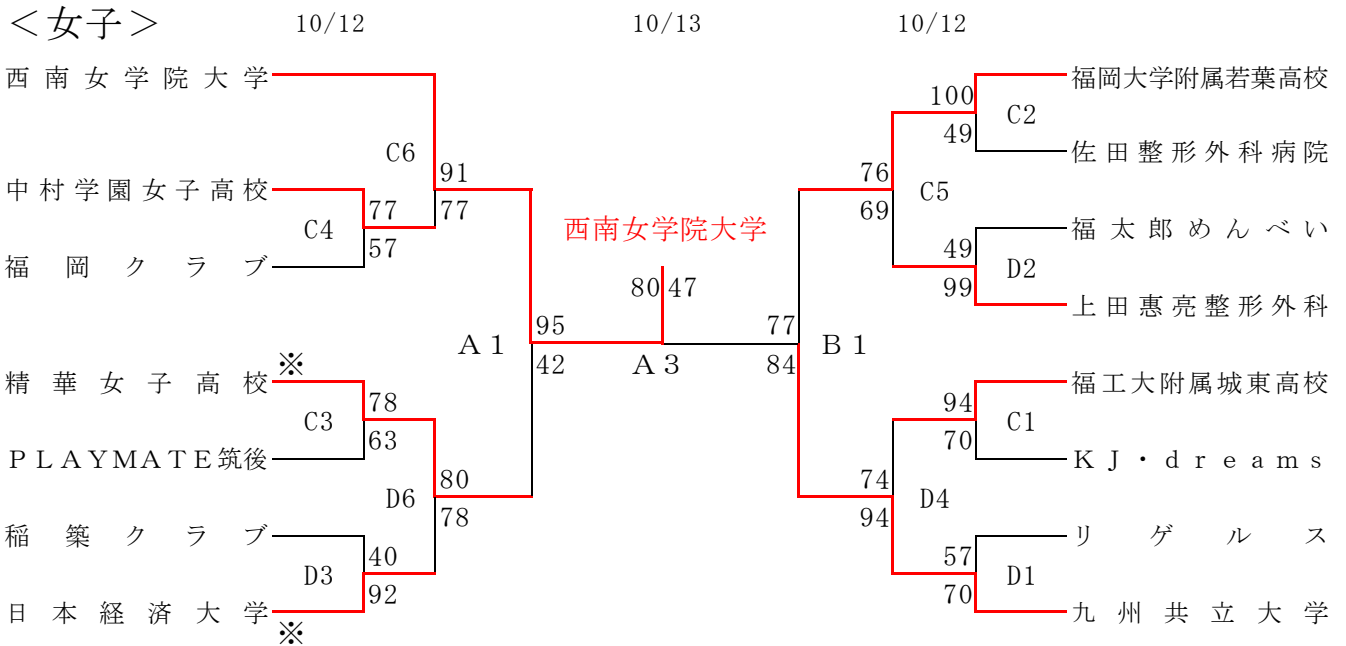 ＜女子＞ 10/12 10/13 10/12
西南女学院大学 福岡大学附属若葉高校
100
C2
49
C6 佐田整形外科病院
91 76
中村学園女子高校 C5
77 77 69
C4 西南女学院大学 福太郎めんべい
57 49
福岡クラブ D2
80 47 99
上田惠亮整形外科
95 77
A１ B１
※ 42 A３ 84
精華女子高校 福工大附属城東高校
78 94
C3 C1
63 70
PLAYMATE筑後 KJ・dreams
80 74
D6 D4
78 94
稲築クラブ リゲルス
40 57
D3 D1
92 70
日本経済大学 九州共立大学
※